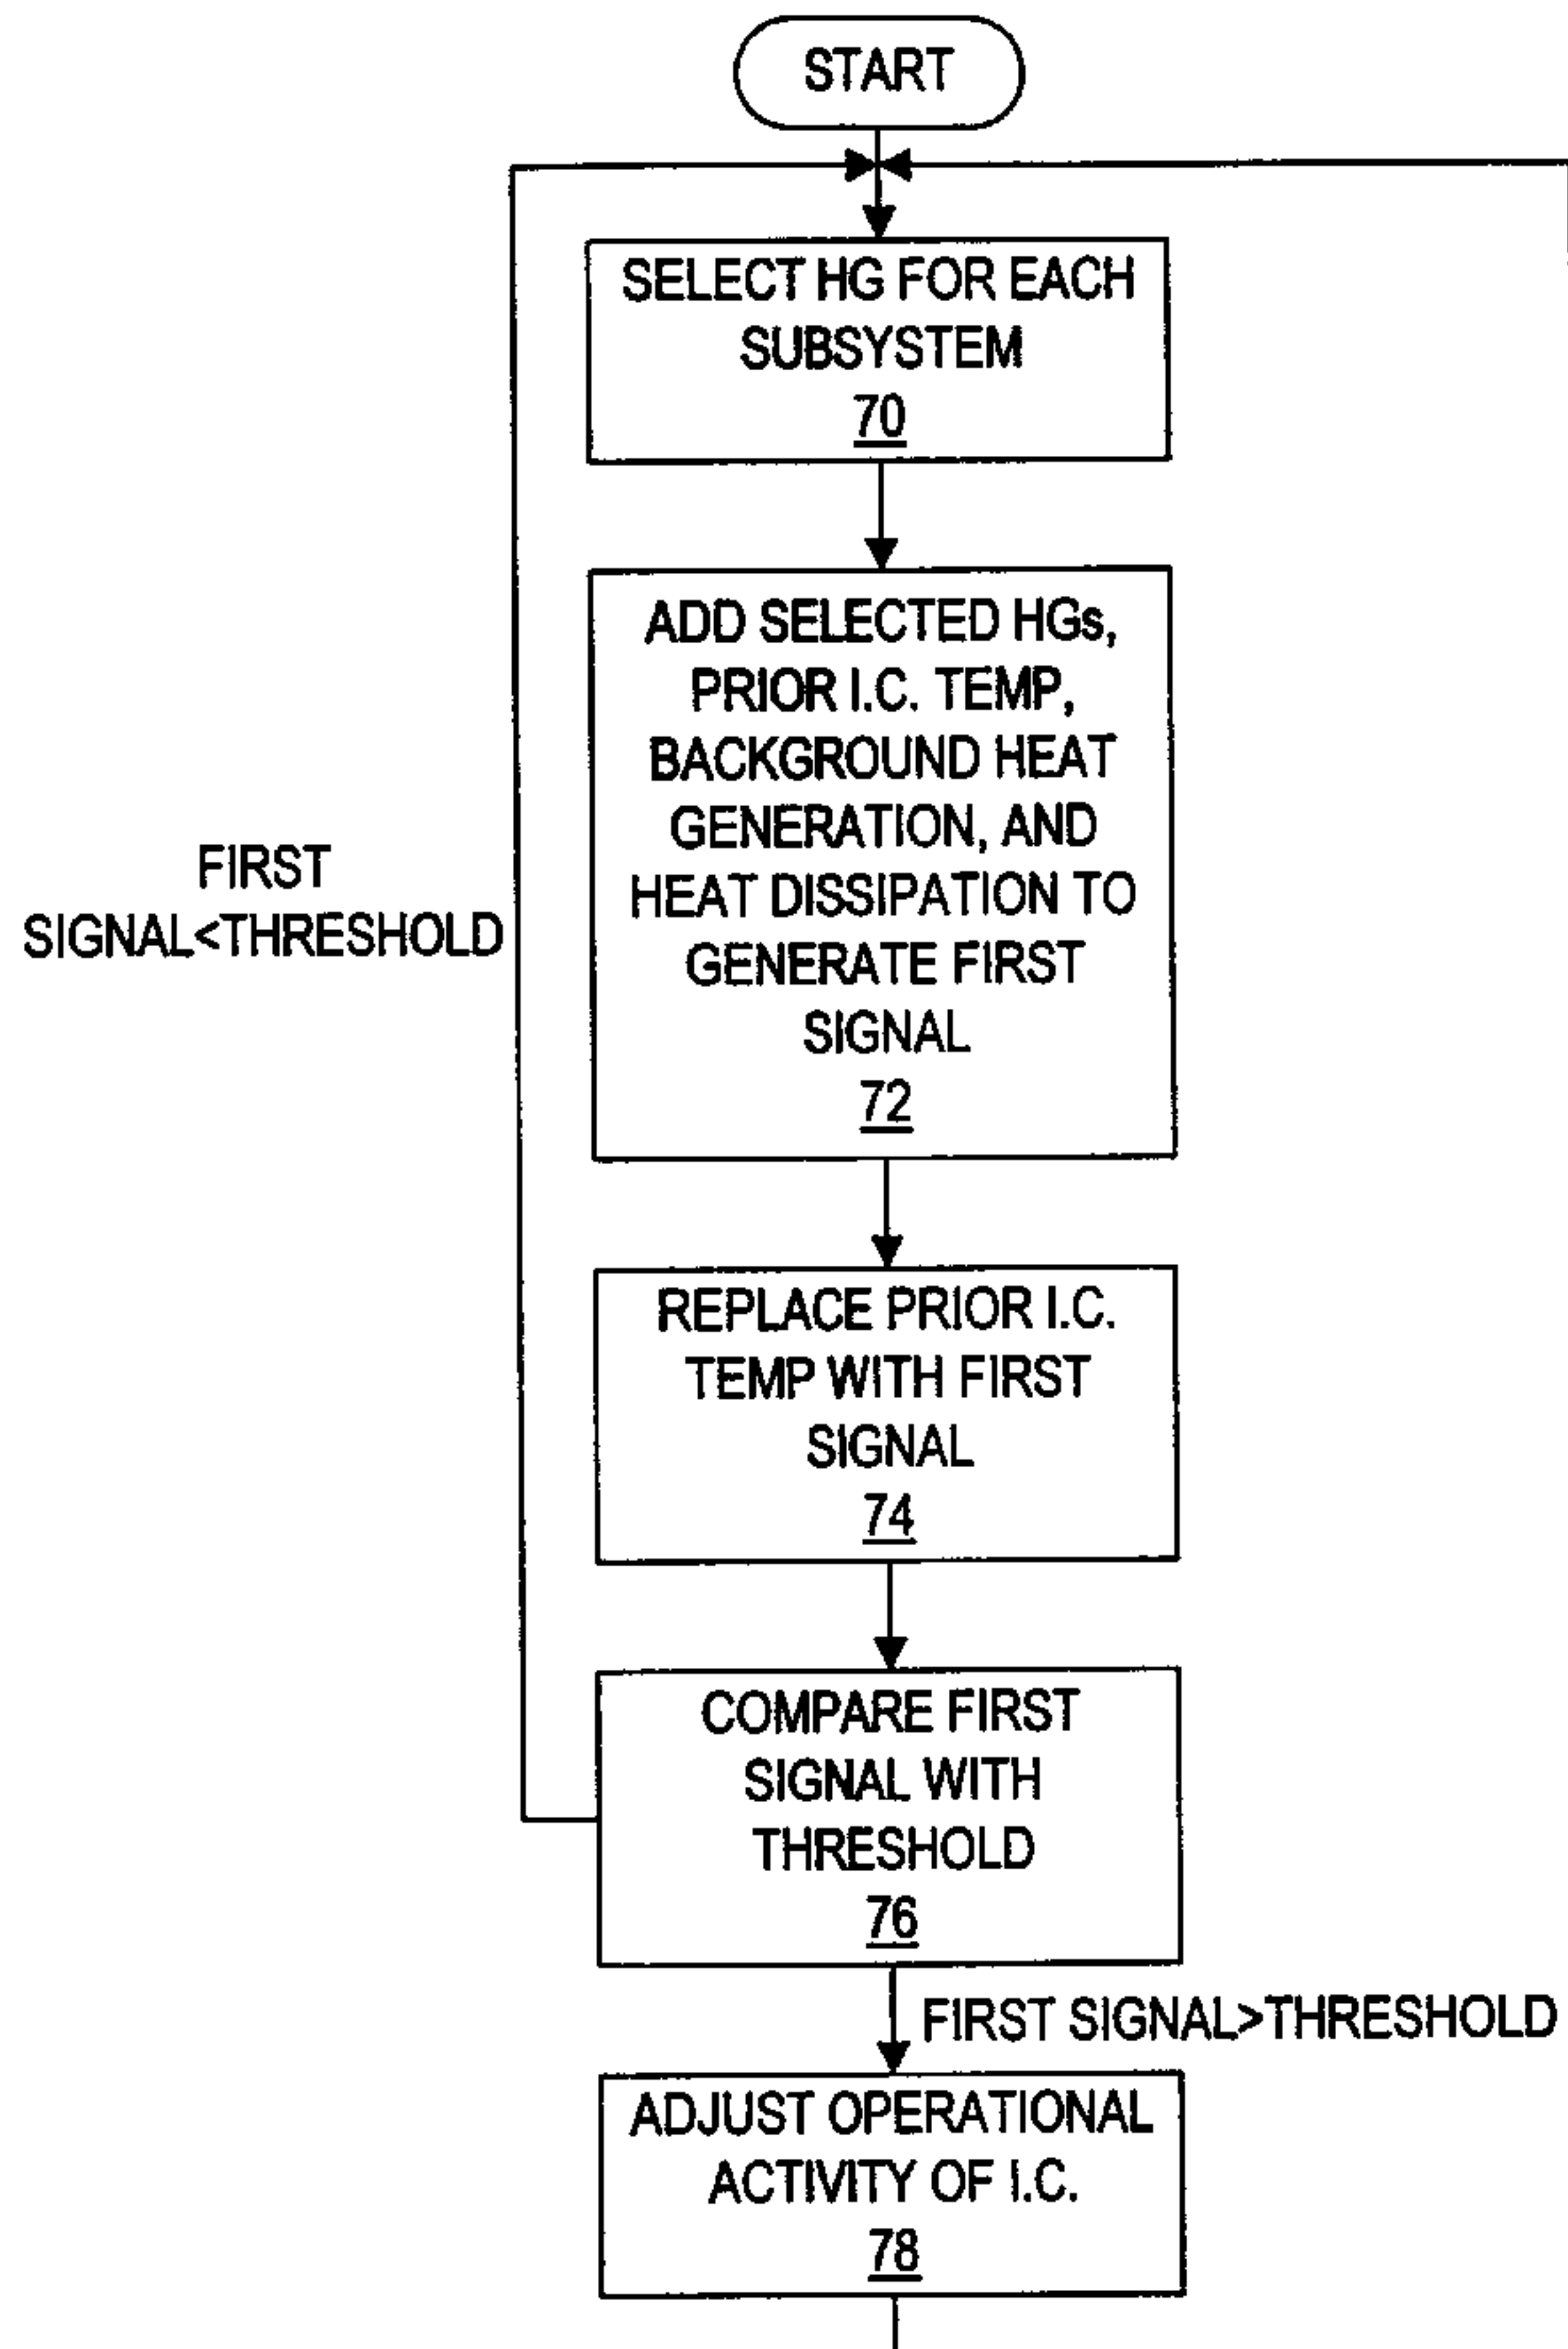 START
SELECT HG FOR EACH
SUBSYSTEM
70
ADD SELECTED HGs,
PRIOR I.C. TEMP,
BACKGROUND HEAT
GENERATION, AND
HEAT DISSIPATION TO
GENERATE FIRST
SIGNAL
72
FIRST
SIGNAL<THRESHOLD
REPLACE PRIOR I.C.
TEMP WITH FIRST
SIGNAL
74
COMPARE FIRST
SIGNAL WITH
THRESHOLD
76
FIRST SIGNAL>THRESHOLD
ADJUST OPERATIONAL
ACTIVITY OF I.C.
78